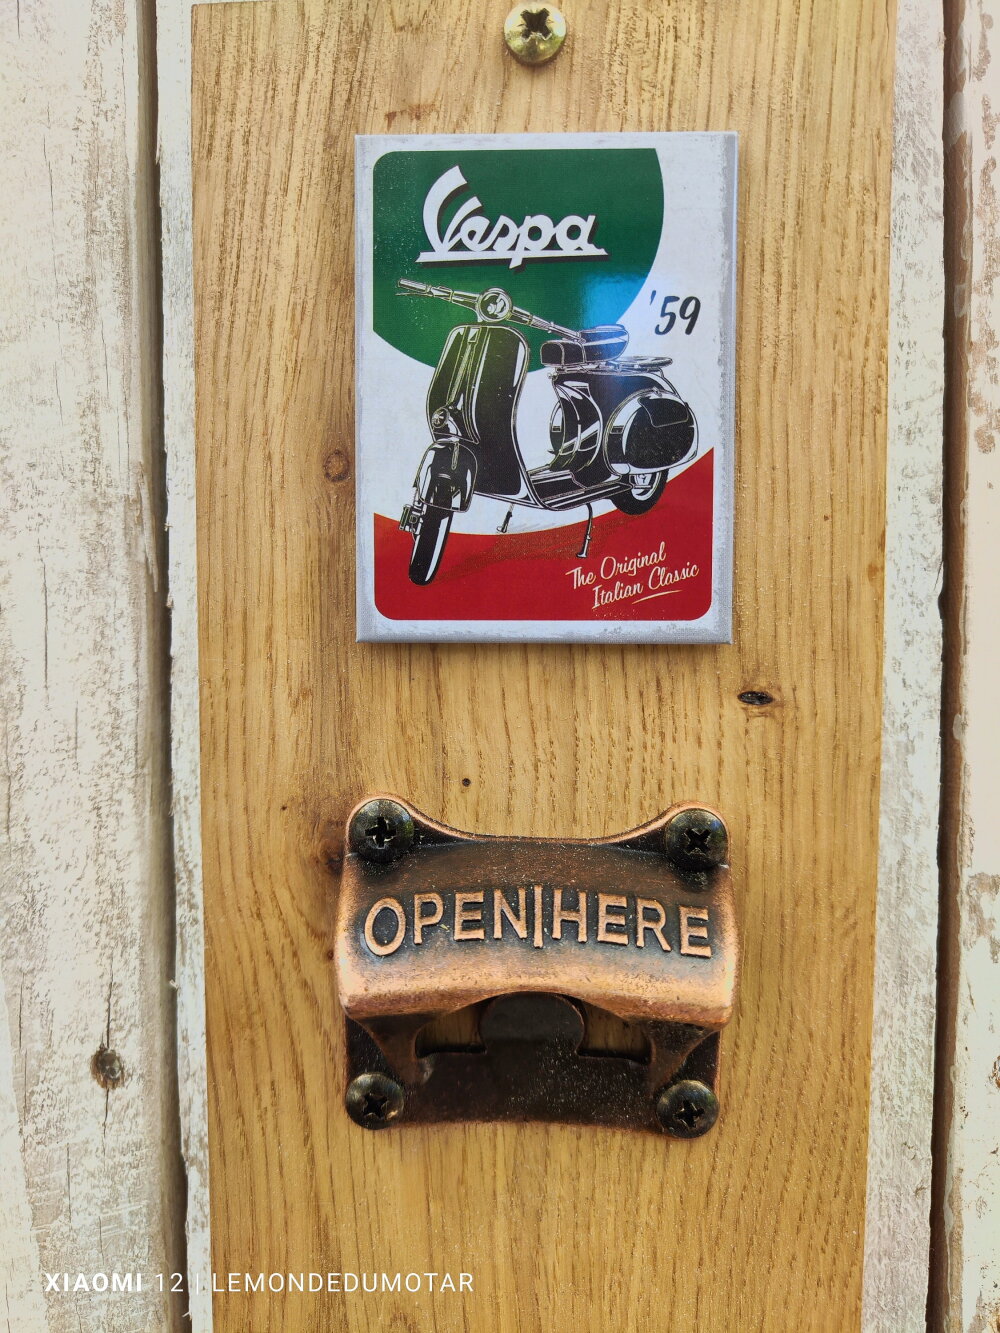 Vespa
'59
The Original
Italian Classic
OPEN|HERE
XIAOMI 12 | LEMONDEDUMOTAR